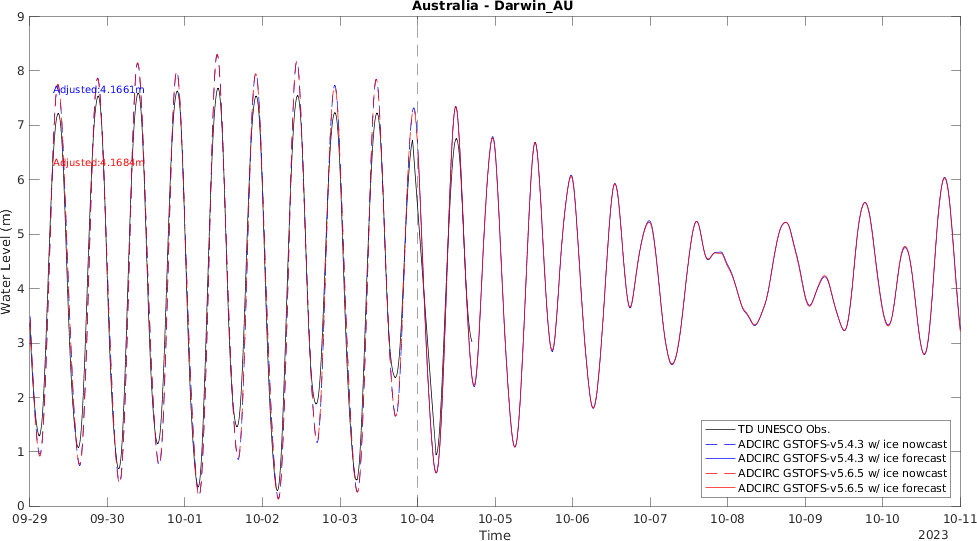 Australia - Darwin_AU
9
8
7
6
5
4
3
2
1
0
Water Level (m)
Adjusted:4.1661m
Adjusted:4.1684m
TD UNESCO Obs.
ADCIRC GSTOFS-v5.4.3 w/ ice nowcast
ADCIRC GSTOFS-v5.4.3 w/ ice forecast
ADCIRC GSTOFS-v5.6.5 w/ ice nowcast
ADCIRC GSTOFS-v5.6.5 w/ ice forecast
09-29 09-30 10-01 10-02 10-03 10-04 10-05 10-06 10-07 10-08 10-09 10-10 10-11
Time
2023